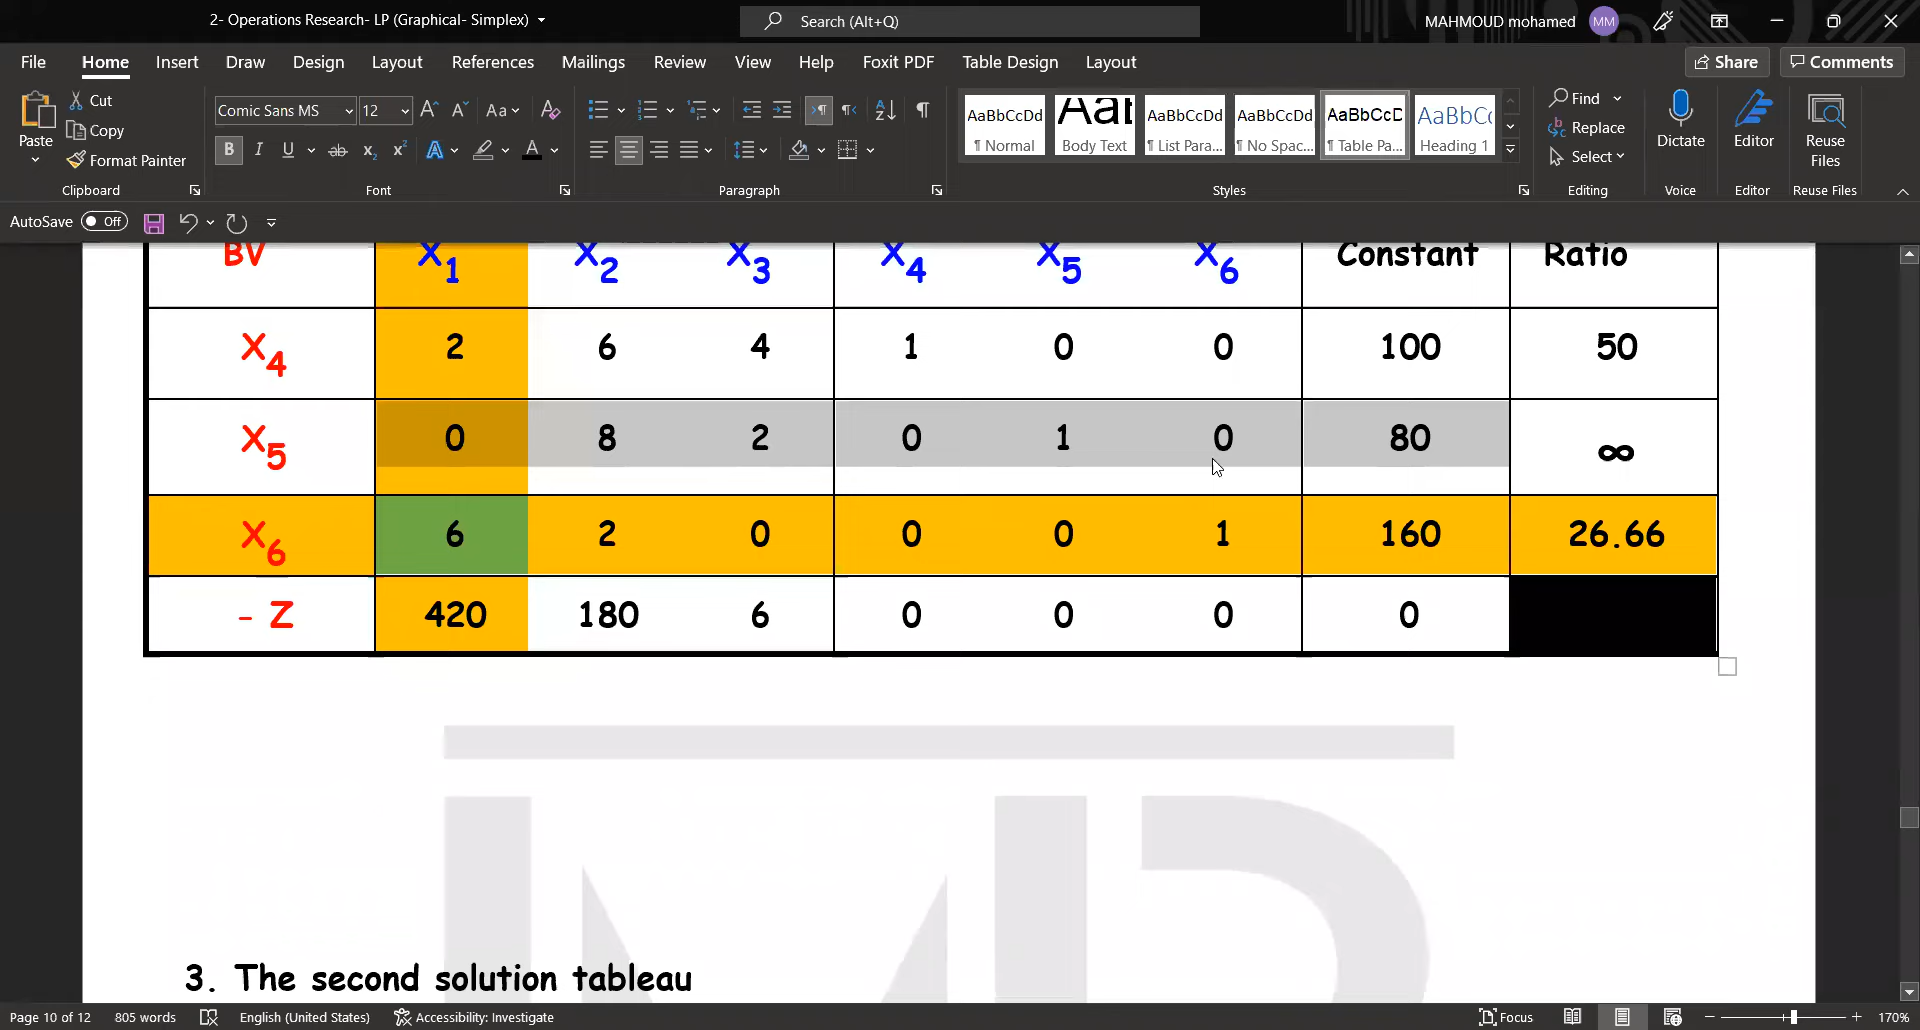 2- Operations Research- LP (Graphical- Simplex)
Search (Alt+Q)
MAHMOUD mohamed MM
File Home Insert Draw Design Layout References Mailings Review View Help Foxit PDF Table Design Layout
Share Comments
Paste
Cut
Copy
Format Painter
Comic Sans MS 12
AaBbCcDd AaBbCcDd AaBbCcDd
¶ Normal Body Text ¶ List Para... ¶ No Spac... ¶ Table Pa... Heading 1
Find
Replace
Select
Dictate
Editor
Reuse
Files
Clipboard Font Paragraph Styles Editing Voice Editor Reuse Files
AutoSave Off
BV X1 X2 X3 X4 X5 X6 Constant Ratio
X4 2 6 4 1 0 0 100 50
X5 0 8 2 0 1 0 80 ∞
X6 6 2 0 0 0 1 160 26.66
- Z 420 180 6 0 0 0 0
3. The second solution tableau
Page 10 of 12 805 words English (United States) Accessibility: Investigate
Focus 170%